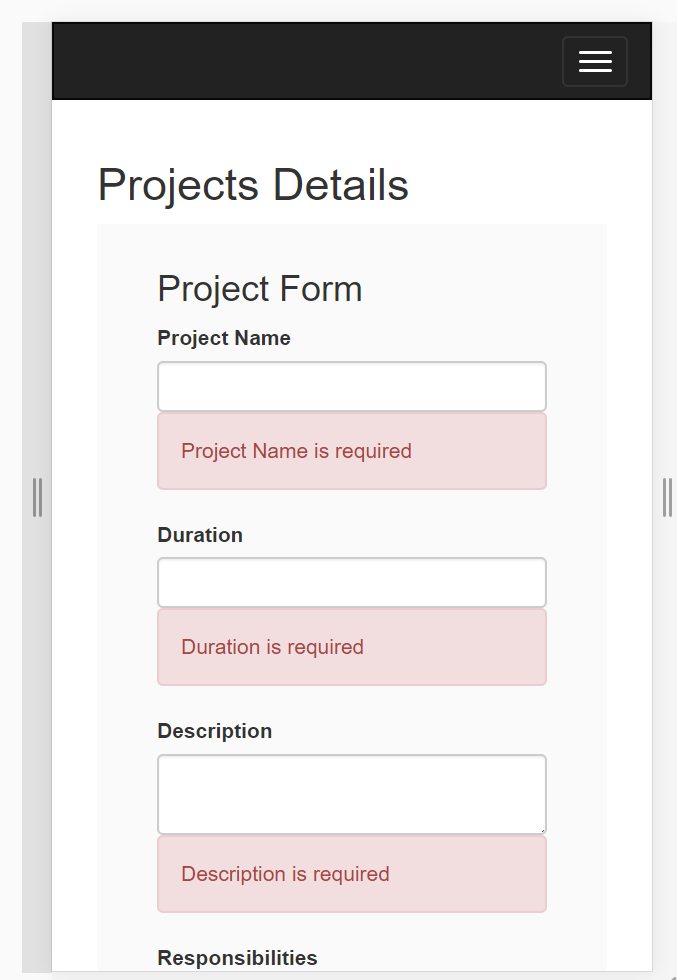 Projects Details
Project Form
Project Name
Project Name is required
Duration
Duration is required
Description
Description is required
Responsibilities